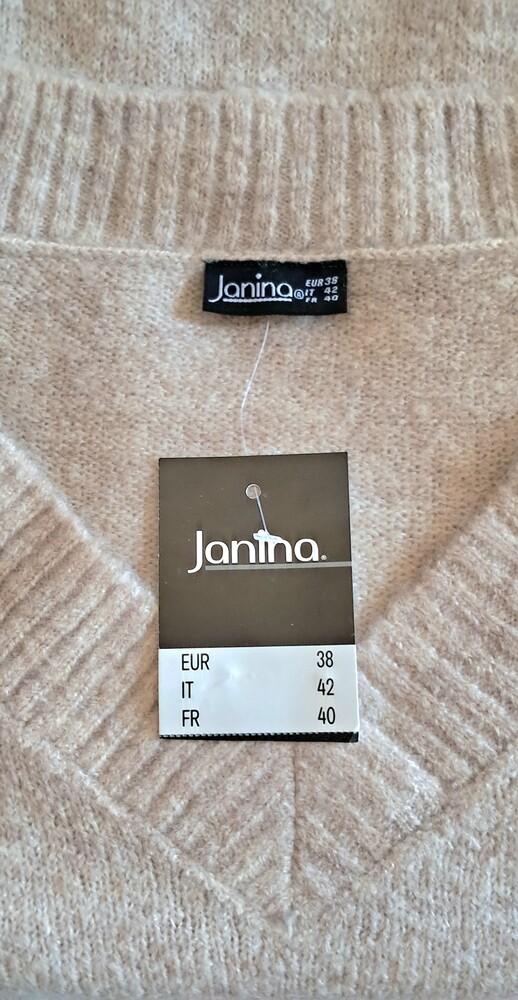 Janina® EUR 38
IT 42
FR 40
Janina®
EUR 38
IT 42
FR 40